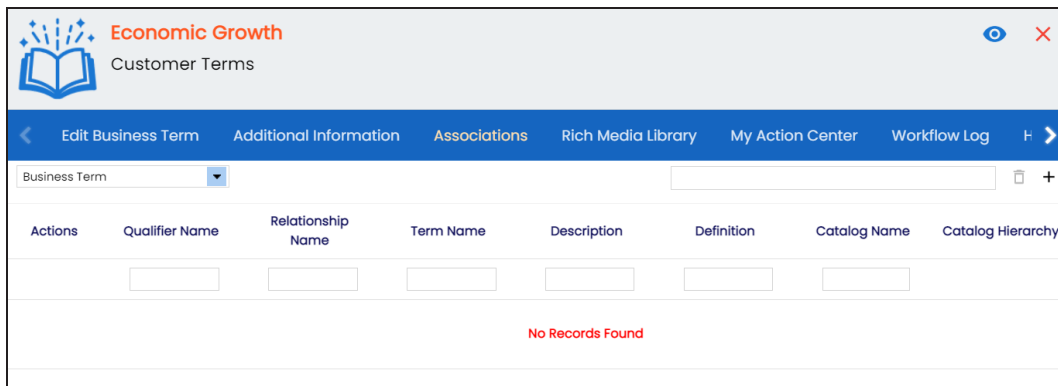 Economic Growth
Customer Terms
Edit Business Term Additional Information Associations Rich Media Library My Action Center Workflow Log H
Business Term
Actions Qualifier Name Relationship Name Term Name Description Definition Catalog Name Catalog Hierarchy
No Records Found